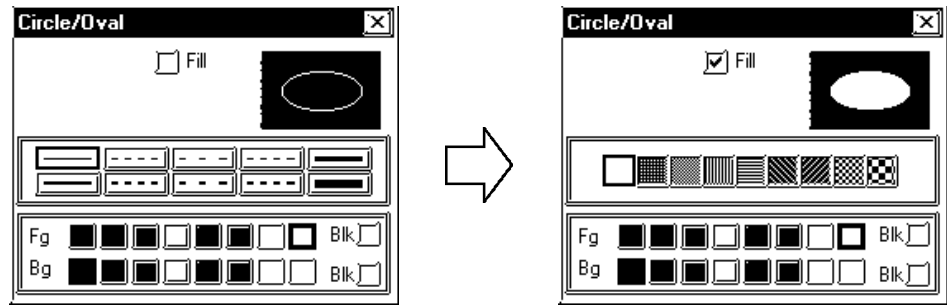 Circle/Oval
Fill
Fg Blk
Bg Blk
Circle/Oval
Fill
Fg Blk
Bg Blk